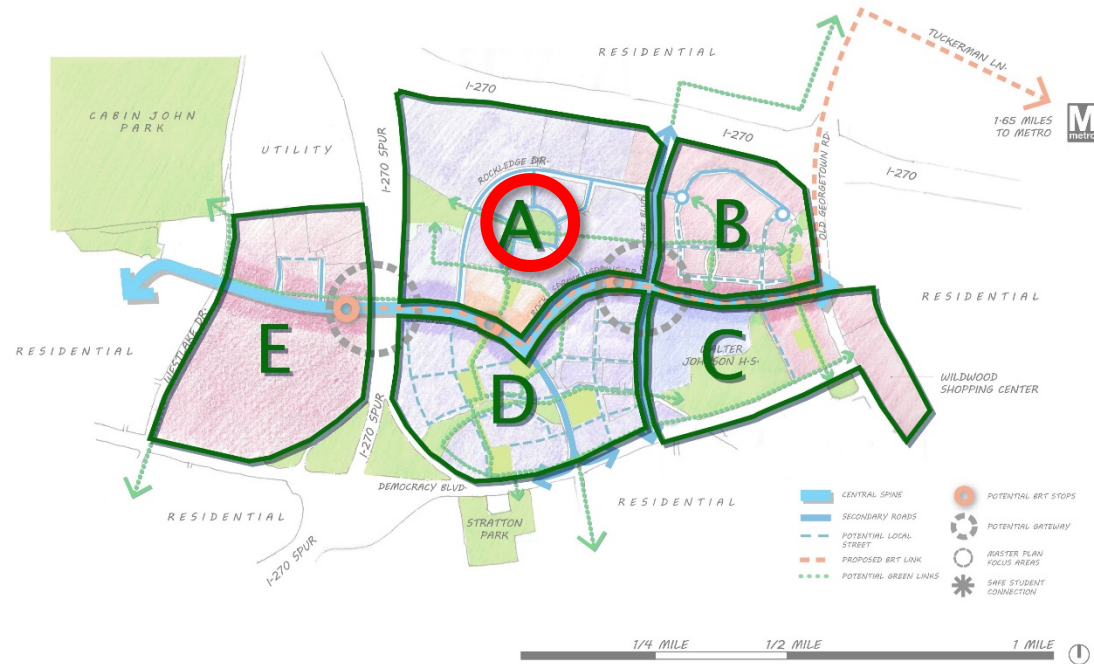 RESIDENTIAL
TUCKERMAN LN.
I-270
1.65 MILES
TO METRO
M
metro
CABIN JOHN
PARK
UTILITY
I-270 SPUR
I-270
I-270
ROCKLEDGE DR.
OLD GEORGETOWN RD.
A
B
RESIDENTIAL
WESTLAKE DR.
RESIDENTIAL
E
D
C
JOHNSON H.S.
WILDWOOD
SHOPPING CENTER
I-270 SPUR
DEMOCRACY BLVD.
RESIDENTIAL
STRATTON
PARK
RESIDENTIAL
I-270 SPUR
CENTRAL SPINE
SECONDARY ROADS
POTENTIAL LOCAL
STREET
PROPOSED BRT LINK
POTENTIAL GREEN LINKS
POTENTIAL BRT STOPS
POTENTIAL GATEWAY
MASTER PLAN
FOCUS AREAS
SAFE STUDENT
CONNECTION
1/4 MILE
1/2 MILE
1 MILE